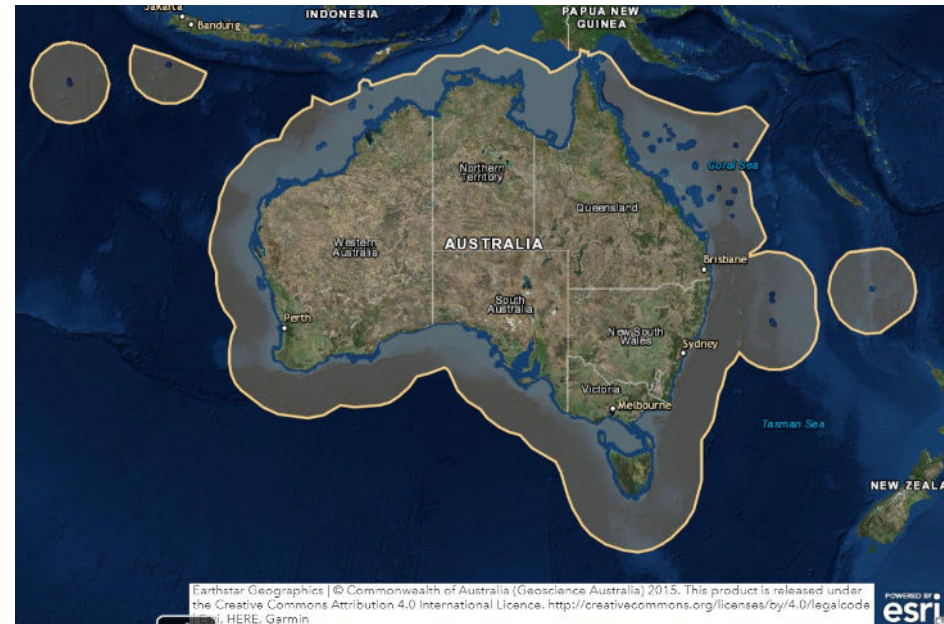 Jakarta
Bandung
INDONESIA
PAPUA NEW
GUINEA
Coral Sea
Northern
Territory
Queensland
Western
Australia
AUSTRALIA
Brisbane
South
Australia
Perth
New South
Wales
Sydney
Victoria
Melbourne
Tasman Sea
NEW ZEALA
Earthstar Geographics | © Commonwealth of Australia (Geoscience Australia) 2015. This product is released under
the Creative Commons Attribution 4.0 International Licence. http://creativecommons.org/licenses/by/4.0/legalcode
| Esri, HERE, Garmin
POWERED BY
esri